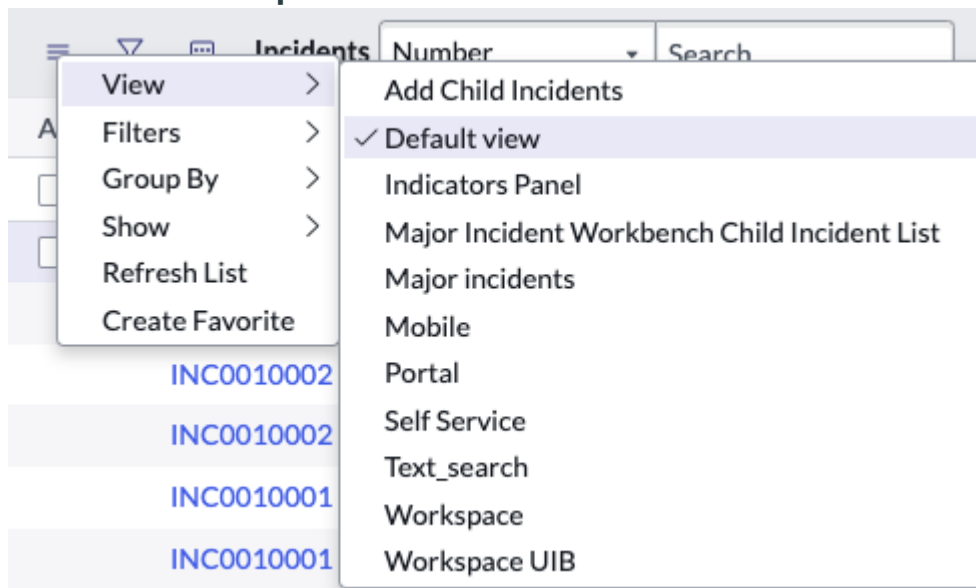 Incidents Number Search
View
Filters
Group By
Show
Refresh List
Create Favorite
Add Child Incidents
Default view
Indicators Panel
Major Incident Workbench Child Incident List
Major incidents
Mobile
Portal
Self Service
Text_search
Workspace
Workspace UIB
A
INC0010002
INC0010002
INC0010001
INC0010001